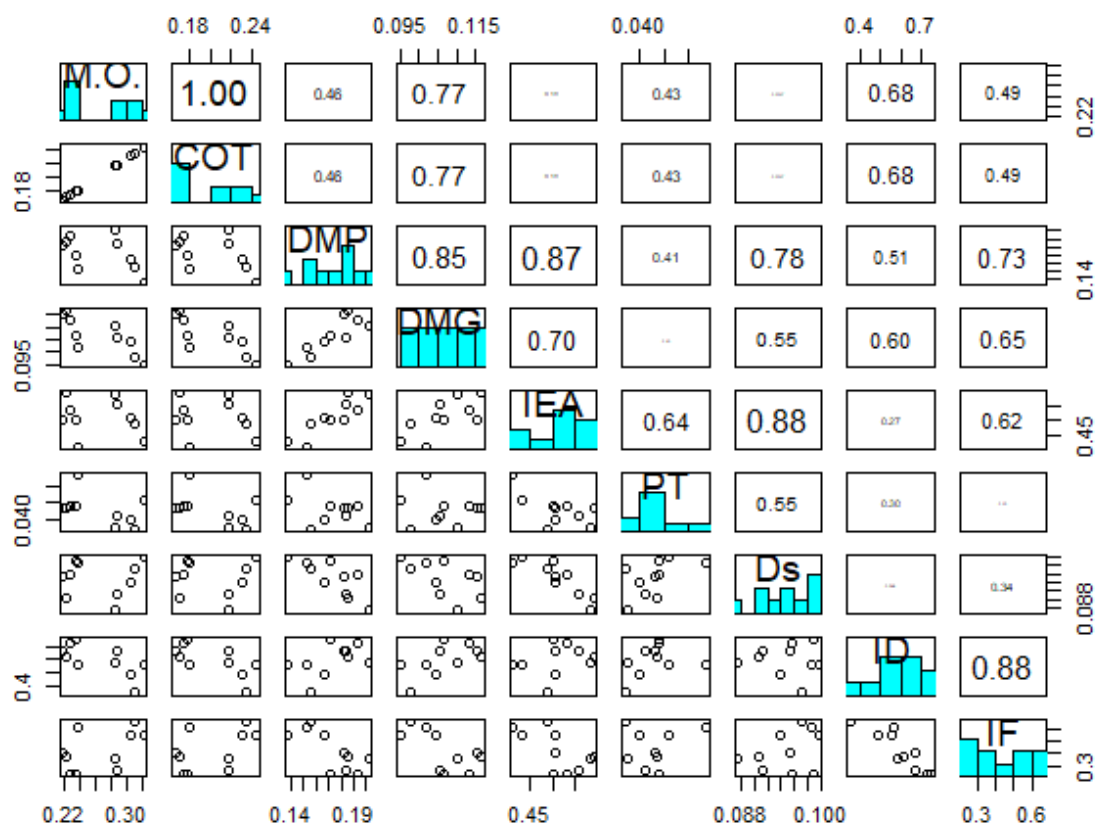 0.18 0.24 0.095 0.115 0.040 0.4 0.7
M.O. 1.00 0.46 0.77 0.43 0.68 0.49 0.22
0.18 COT 0.46 0.77 0.43 0.68 0.49
DMP 0.85 0.87 0.41 0.78 0.51 0.73 0.14
0.095 DMG 0.70 0.55 0.60 0.65
IEA 0.64 0.88 0.27 0.62 0.45
0.040 PT 0.55 0.30
Ds 0.34 0.088
0.4 ID 0.88
IF 0.3
0.22 0.30 0.14 0.19 0.45 0.088 0.100 0.3 0.6